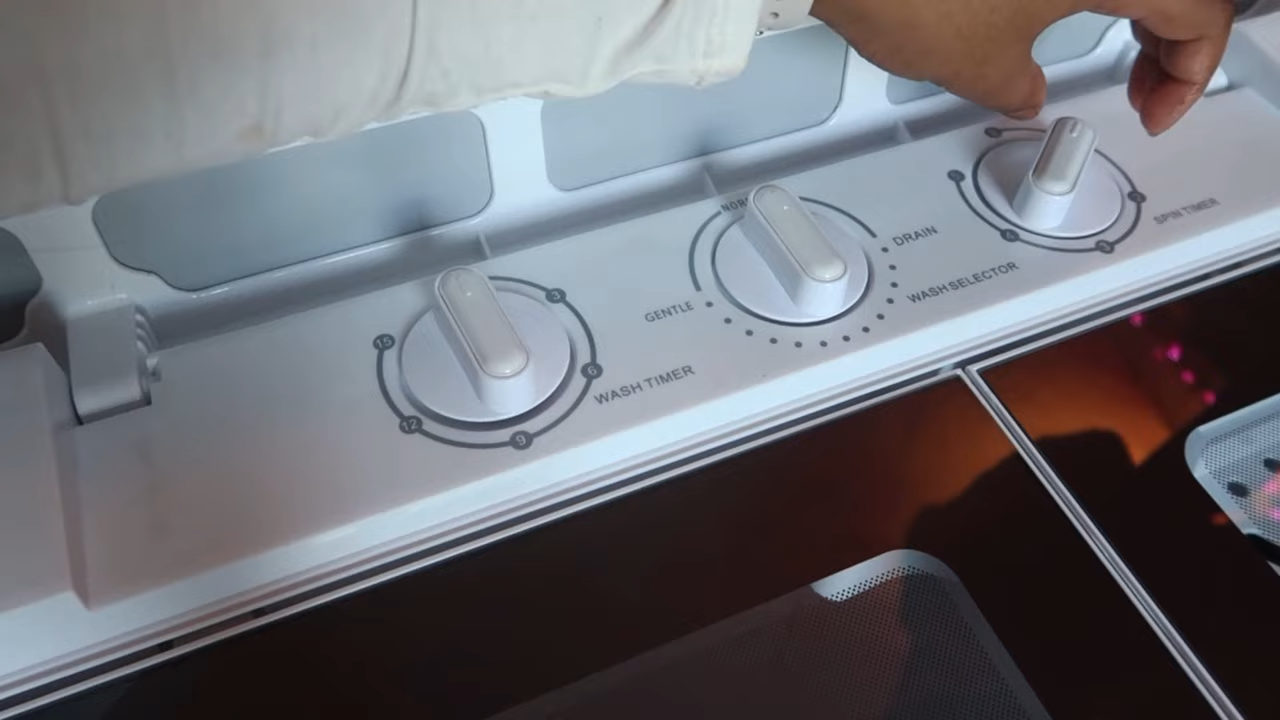 3
6
9
12
15
WASH TIMER
GENTLE
DRAIN
WASH SELECTOR
SPIN TIMER